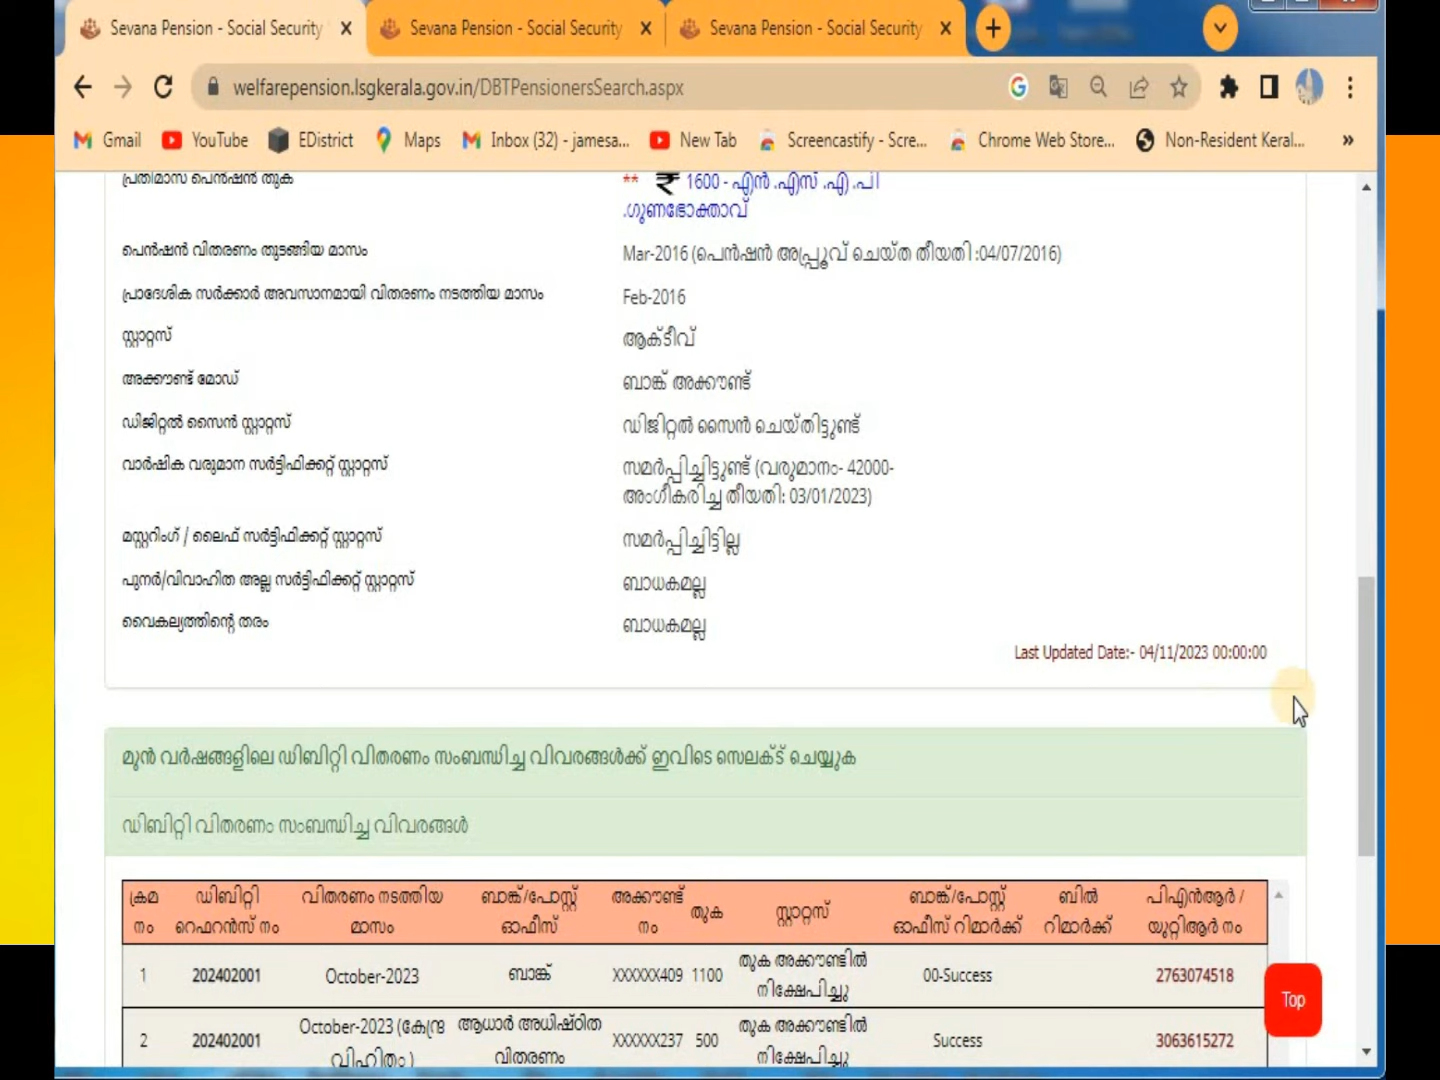 Sevana Pension - Social Security
Sevana Pension - Social Security
Sevana Pension - Social Security
welfarepension.lsgkerala.gov.in/DBTPensionersSearch.aspx
Gmail YouTube EDistrict Maps Inbox (32) - jamesa... New Tab Screencastify - Scre... Chrome Web Store... Non-Resident Keral... »
പ്രതിമാസ പെൻഷൻ തുക ** ₹ 1600 - എൻ .എസ് .എ .പി
.ഗുണഭോക്താവ്
പെൻഷൻ വിതരണം തുടങ്ങിയ മാസം Mar-2016 (പെൻഷൻ അപ്പ്രൂവ് ചെയ്ത തീയതി :04/07/2016)
പ്രാദേശിക സർക്കാർ അവസാനമായി വിതരണം നടത്തിയ മാസം Feb-2016
സ്റ്റാറ്റസ് ആക്ടീവ്
അക്കൗണ്ട് മോഡ് ബാങ്ക് അക്കൗണ്ട്
ഡിജിറ്റൽ സൈൻ സ്റ്റാറ്റസ് ഡിജിറ്റൽ സൈൻ ചെയ്തിട്ടുണ്ട്
വാർഷിക വരുമാന സർട്ടിഫിക്കറ്റ് സ്റ്റാറ്റസ് സമർപ്പിച്ചിട്ടുണ്ട് (വരുമാനം- 42000-
അംഗീകരിച്ച തീയതി: 03/01/2023)
മസ്റ്ററിംഗ് / ലൈഫ് സർട്ടിഫിക്കറ്റ് സ്റ്റാറ്റസ് സമർപ്പിച്ചിട്ടില്ല
പുനർ/വിവാഹിത അല്ല സർട്ടിഫിക്കറ്റ് സ്റ്റാറ്റസ് ബാധകമല്ല
വൈകല്യത്തിന്റെ തരം ബാധകമല്ല
Last Updated Date:- 04/11/2023 00:00:00
മുൻ വർഷങ്ങളിലെ ഡിബിറ്റി വിതരണം സംബന്ധിച്ച വിവരങ്ങൾക്ക് ഇവിടെ സെലക്ട് ചെയ്യുക
ഡിബിറ്റി വിതരണം സംബന്ധിച്ച വിവരങ്ങൾ
ക്രമ ഡിബിറ്റി വിതരണം നടത്തിയ ബാങ്ക്/പോസ്റ്റ് അക്കൗണ്ട് തുക സ്റ്റാറ്റസ് ബാങ്ക്/പോസ്റ്റ് ബിൽ പിഎൻആർ /
നം റെഫറൻസ് നം മാസം ഓഫീസ് നം ഓഫീസ് റിമാർക്ക് റിമാർക്ക് യുറ്റിആർ നം
1 202402001 October-2023 ബാങ്ക് XXXXXX409 1100 തുക അക്കൗണ്ടിൽ 00-Success 2763074518
നിക്ഷേപിച്ചു
Top
2 202402001 October-2023 (കേന്ദ്ര ആധാർ അധിഷ്ഠിത XXXXXX237 500 തുക അക്കൗണ്ടിൽ Success 3063615272
വിഹിതം ) വിതരണം നിക്ഷേപിച്ചു